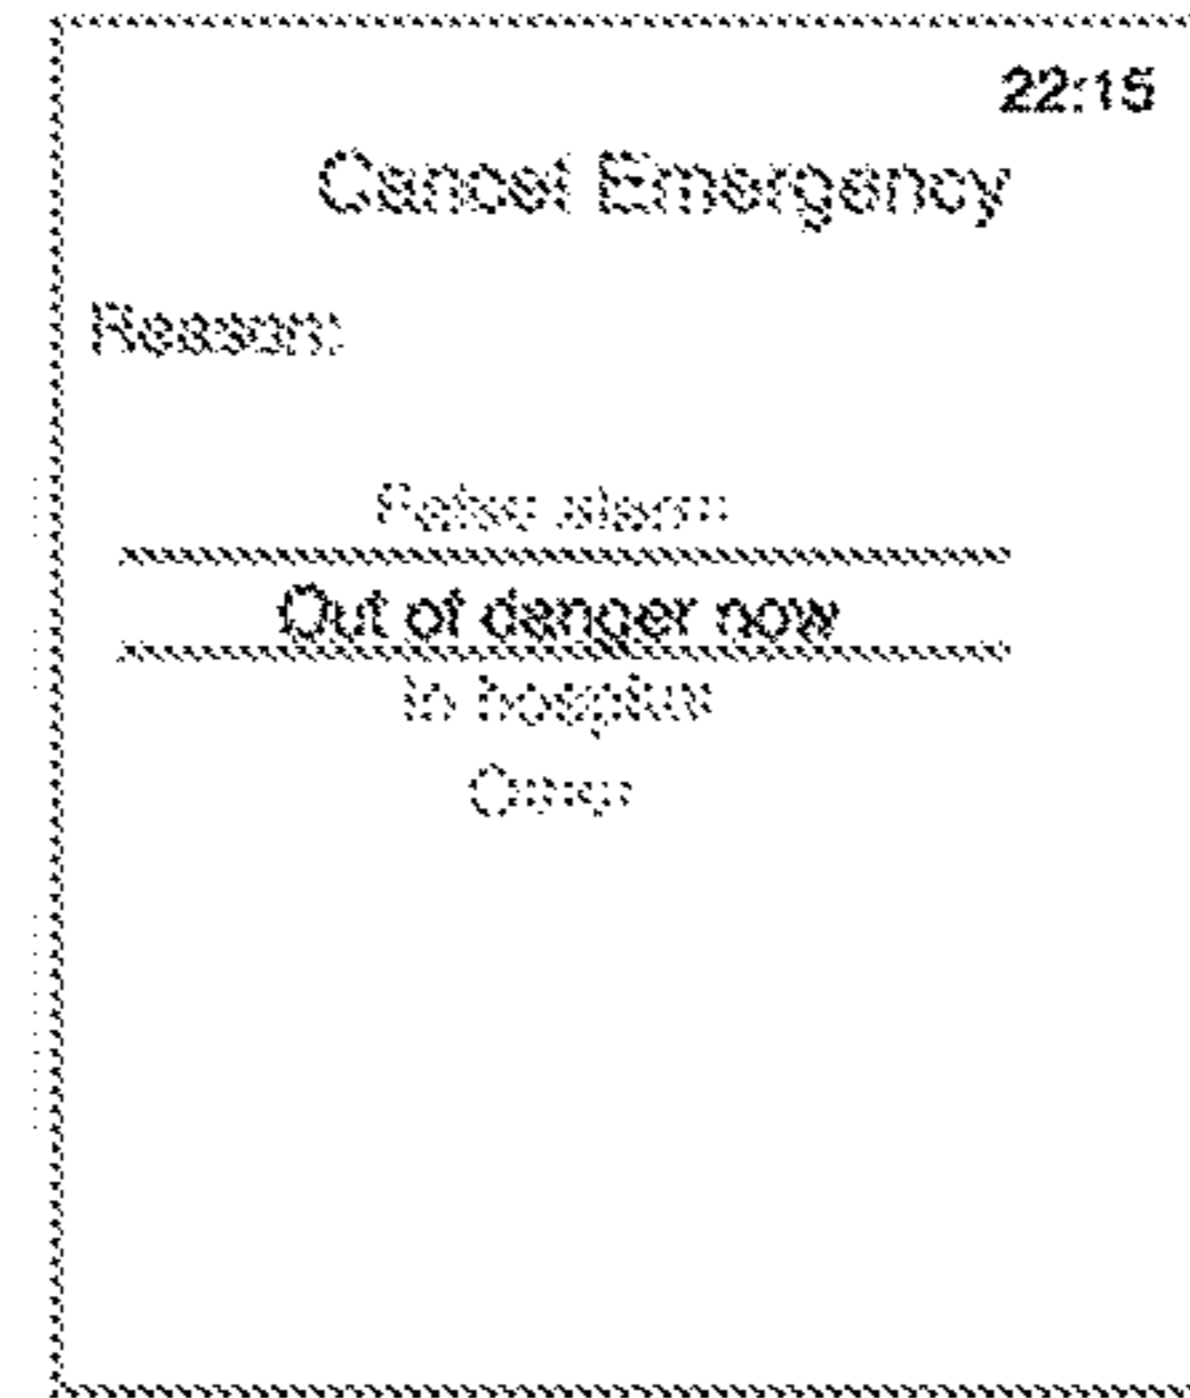 22:15
Cancel Emergency
Reason:
False alarm
Out of danger now
In hospital
Other